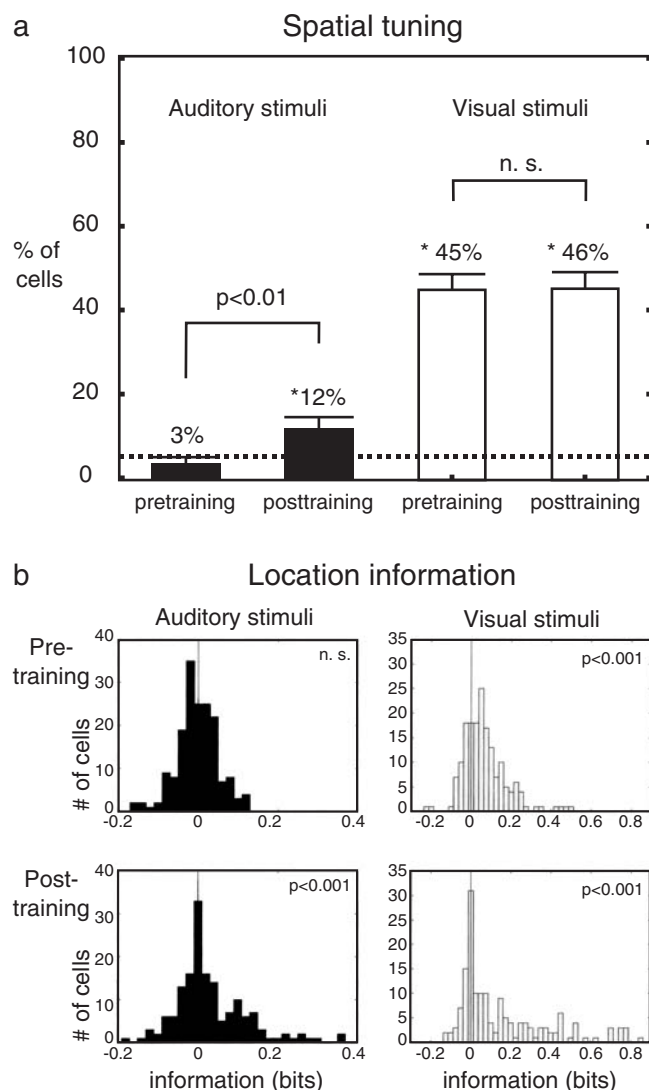 a Spatial tuning
100
Auditory stimuli Visual stimuli
80
n. s.
60
% of
cells
* 45% * 46%
p<0.01
40
20
*12%
3%
0
pretraining posttraining pretraining posttraining
b Location information
Auditory stimuli Visual stimuli
Pre-
training
# of cells
40
30
20
10
0
n. s.
-0.2 0 0.2 0.4
35
30
25
20
15
10
5
0
p<0.001
-0.2 0 0.2 0.4 0.6 0.8
Post-
training
# of cells
40
30
20
10
0
p<0.001
-0.2 0 0.2 0.4
information (bits)
35
30
25
20
15
10
5
0
p<0.001
-0.2 0 0.2 0.4 0.6 0.8
information (bits)